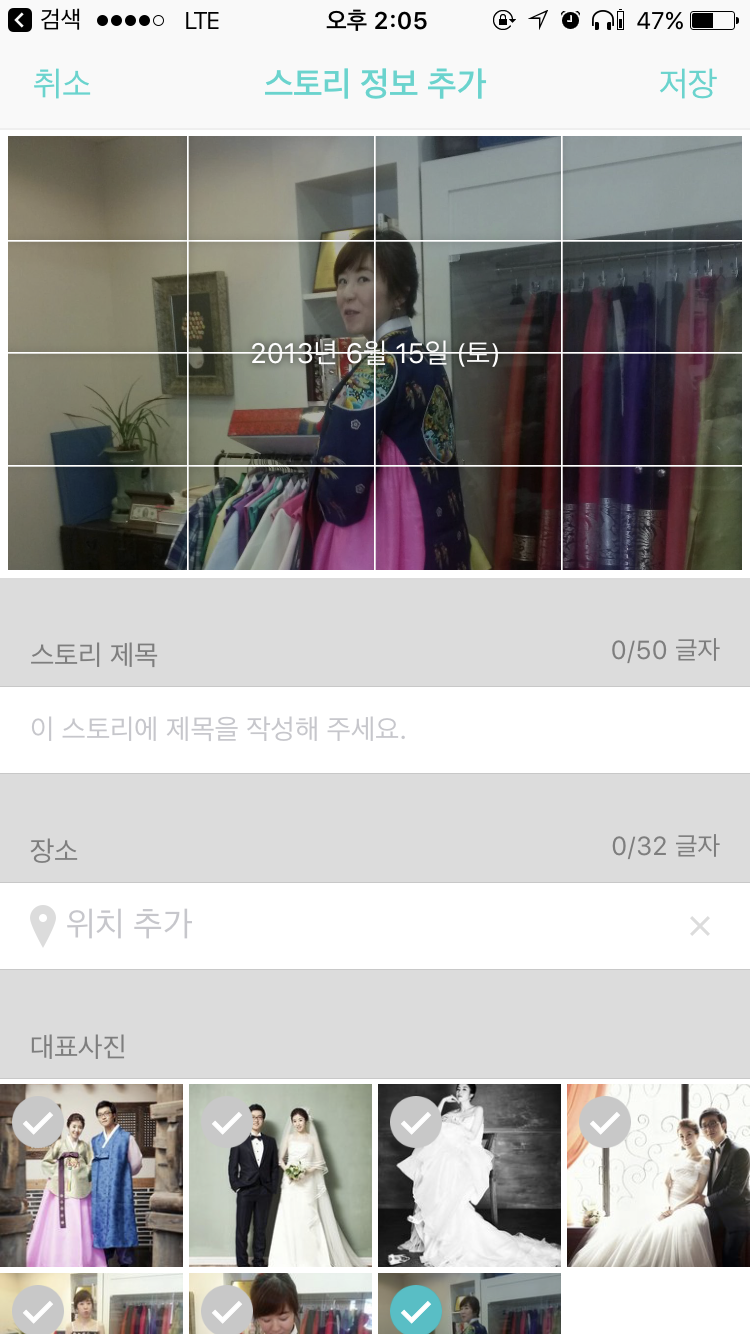 검색 LTE 오후 2:05 47%
취소 스토리 정보 추가 저장
2013년 6월 15일 (토)
스토리 제목 0/50 글자
이 스토리에 제목을 작성해 주세요.
장소 0/32 글자
위치 추가
대표사진